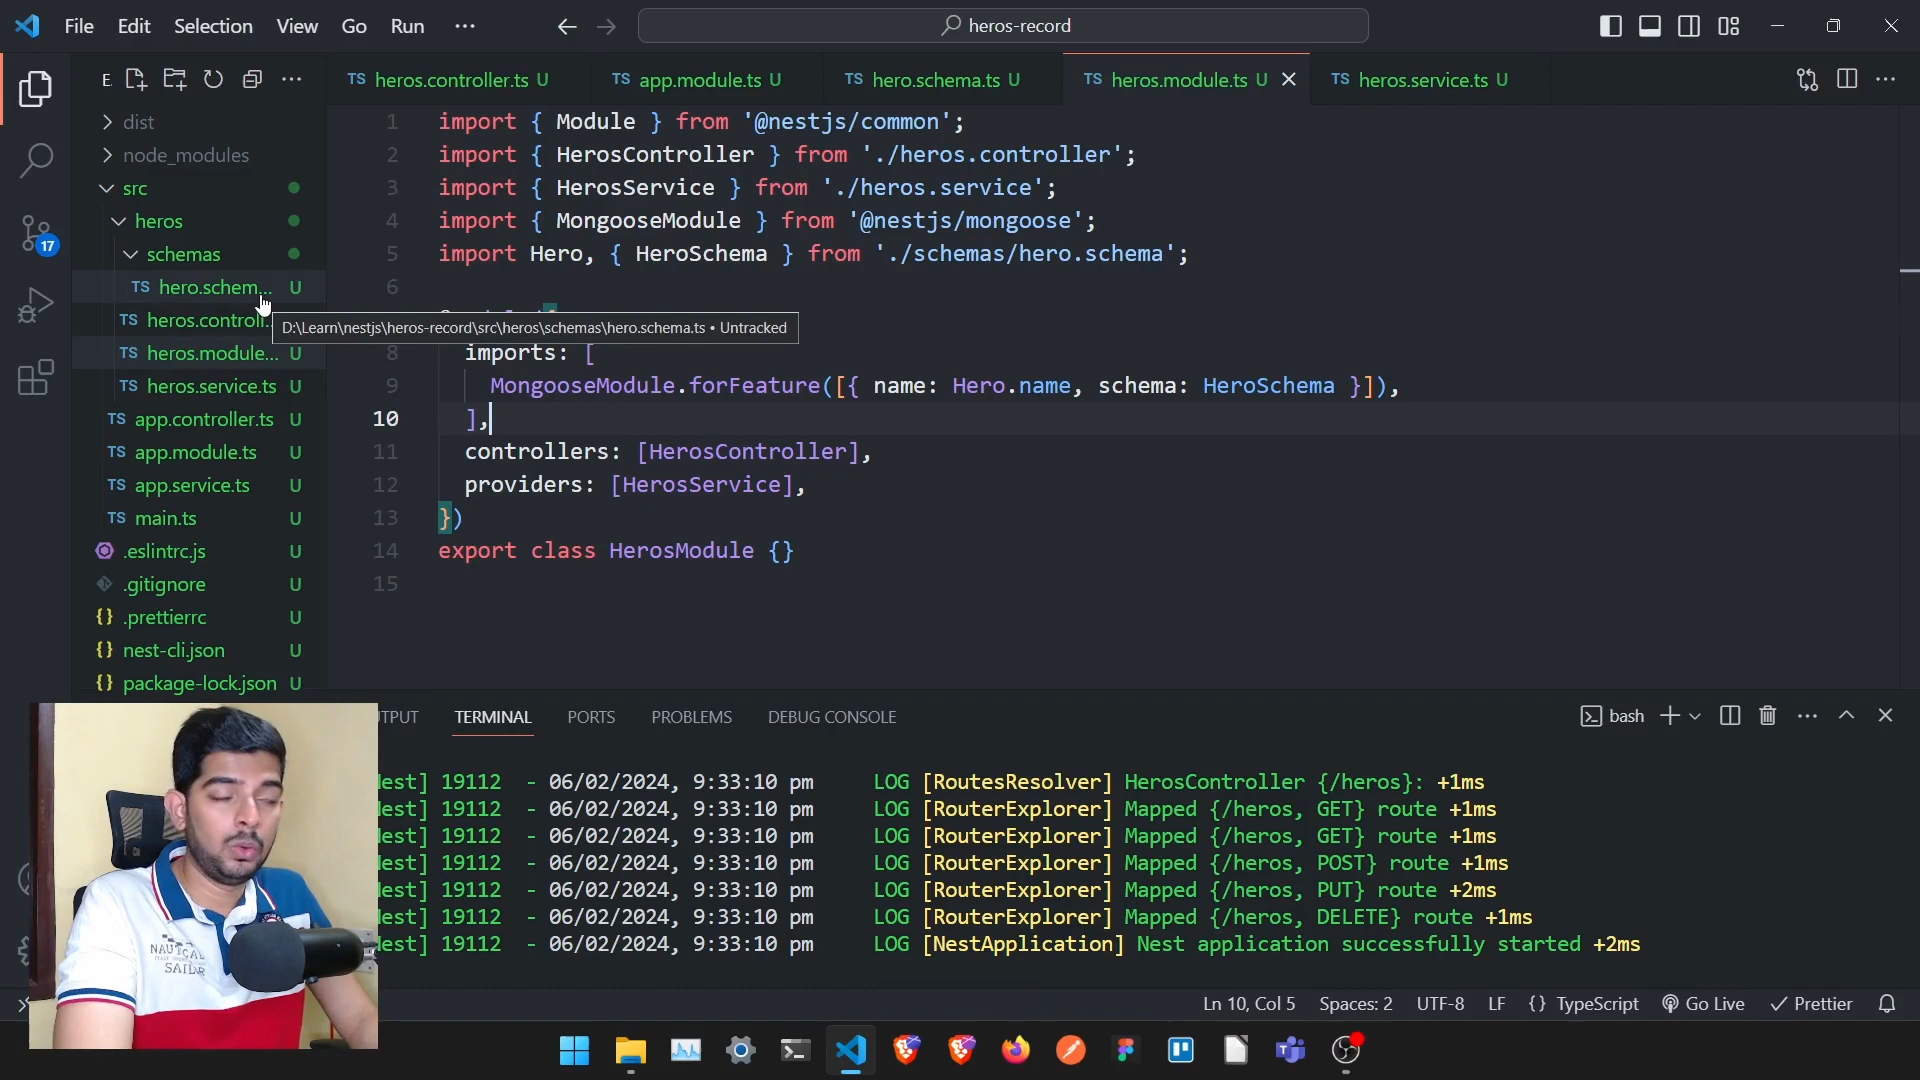 File Edit Selection View Go Run ···
heros-record
E
TS heros.controller.ts U
TS app.module.ts U
TS hero.schema.ts U
TS heros.module.ts U
TS heros.service.ts U
dist
node_modules
src
heros
schemas
TS hero.schem... U
TS heros.controll...
TS heros.module... U
TS heros.service.ts U
TS app.controller.ts U
TS app.module.ts U
TS app.service.ts U
TS main.ts U
.eslintrc.js U
.gitignore U
{} .prettierrc U
{} nest-cli.json U
{} package-lock.json U
17
1 import { Module } from '@nestjs/common';
2 import { HerosController } from './heros.controller';
3 import { HerosService } from './heros.service';
4 import { MongooseModule } from '@nestjs/mongoose';
5 import Hero, { HeroSchema } from './schemas/hero.schema';
6
D:\Learn\nestjs\heros-record\src\heros\schemas\hero.schema.ts • Untracked
8 imports: [
9 MongooseModule.forFeature([{ name: Hero.name, schema: HeroSchema }]),
10 ],
11 controllers: [HerosController],
12 providers: [HerosService],
13 })
14 export class HerosModule {}
15
TPUT TERMINAL PORTS PROBLEMS DEBUG CONSOLE
bash
est] 19112 - 06/02/2024, 9:33:10 pm LOG [RoutesResolver] HerosController {/heros}: +1ms
est] 19112 - 06/02/2024, 9:33:10 pm LOG [RouterExplorer] Mapped {/heros, GET} route +1ms
est] 19112 - 06/02/2024, 9:33:10 pm LOG [RouterExplorer] Mapped {/heros, GET} route +1ms
est] 19112 - 06/02/2024, 9:33:10 pm LOG [RouterExplorer] Mapped {/heros, POST} route +1ms
est] 19112 - 06/02/2024, 9:33:10 pm LOG [RouterExplorer] Mapped {/heros, PUT} route +2ms
est] 19112 - 06/02/2024, 9:33:10 pm LOG [RouterExplorer] Mapped {/heros, DELETE} route +1ms
est] 19112 - 06/02/2024, 9:33:10 pm LOG [NestApplication] Nest application successfully started +2ms
NAUTICAL
SAILOR
Ln 10, Col 5 Spaces: 2 UTF-8 LF {} TypeScript Go Live Prettier